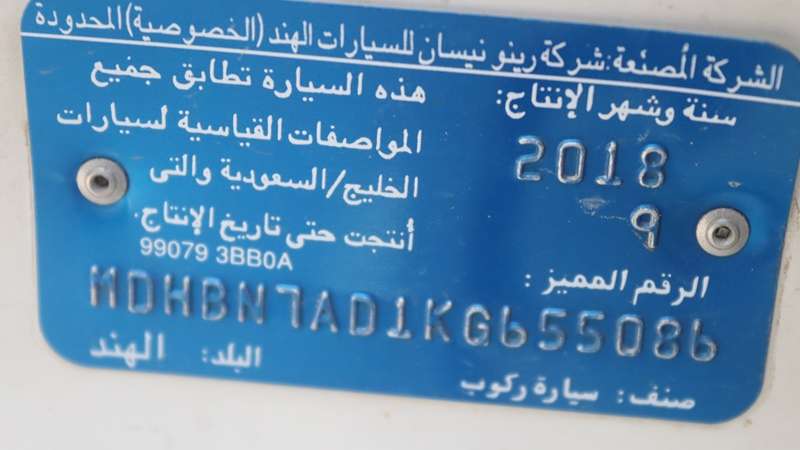 الشركة المصنعة: شركة رينو نيسان للسيارات الهند (الخصوصية) المحدودة
سنة وشهر الإنتاج:
2018
9
هذه السيارة تطابق جميع
المواصفات القياسية لسيارات
الخليج/السعودية والتى
أنتجت حتى تاريخ الإنتاج.
99079 3BB0A
الرقم المميز :
MDHBN7AD1KG655086
صنف: سيارة ركوب
البلد: الهند